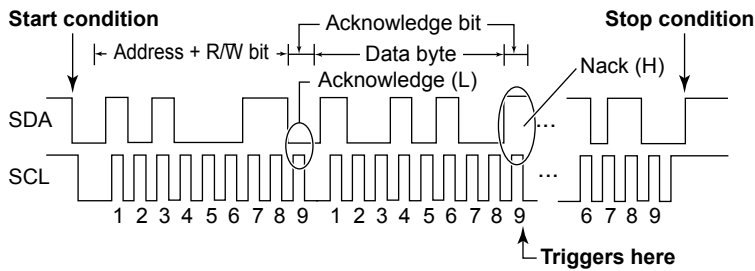 Start condition
Acknowledge bit
Stop condition
Address + R/W bit
Data byte
Nack (H)
Acknowledge (L)
SDA
...
SCL
...
1 2 3 4 5 6 7 8 9 1 2 3 4 5 6 7 8 9 6 7 8 9
Triggers here